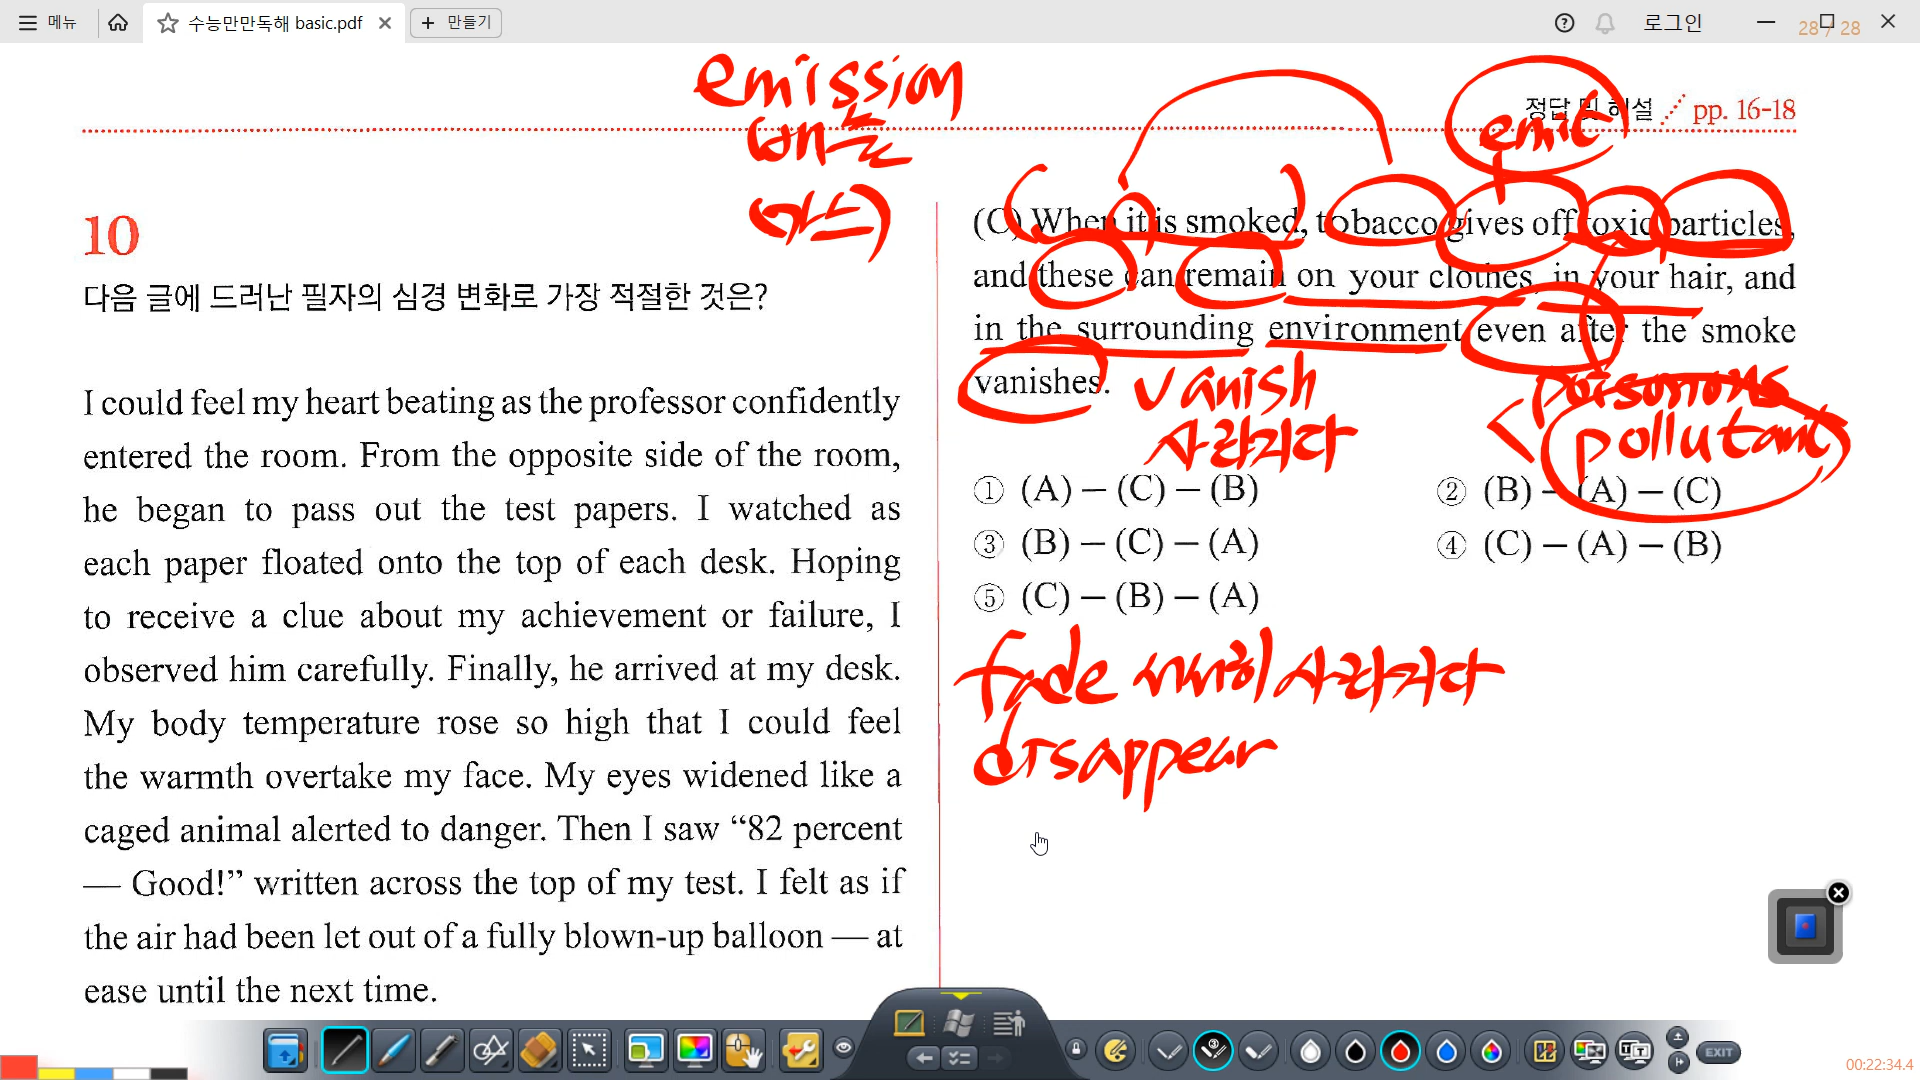 메뉴
수능만만독해 basic.pdf
만들기
로그인
28 / 28
emission
배출
가스)
emit
정답 및 해설 pp. 16-18
10
다음 글에 드러난 필자의 심경 변화로 가장 적절한 것은?
I could feel my heart beating as the professor confidently
entered the room. From the opposite side of the room,
he began to pass out the test papers. I watched as
each paper floated onto the top of each desk. Hoping
to receive a clue about my achievement or failure, I
observed him carefully. Finally, he arrived at my desk.
My body temperature rose so high that I could feel
the warmth overtake my face. My eyes widened like a
caged animal alerted to danger. Then I saw “82 percent
— Good!” written across the top of my test. I felt as if
the air had been let out of a fully blown-up balloon — at
ease until the next time.
(C) When it is smoked, tobacco gives off toxic particles,
and these can remain on your clothes, in your hair, and
in the surrounding environment even after the smoke
vanishes.
vanish
사라지다
poisonous
pollutant
① (A) – (C) – (B)
② (B) – (A) – (C)
③ (B) – (C) – (A)
④ (C) – (A) – (B)
⑤ (C) – (B) – (A)
fade 서서히 사라지다
disappear
EXIT
00:22:34.4